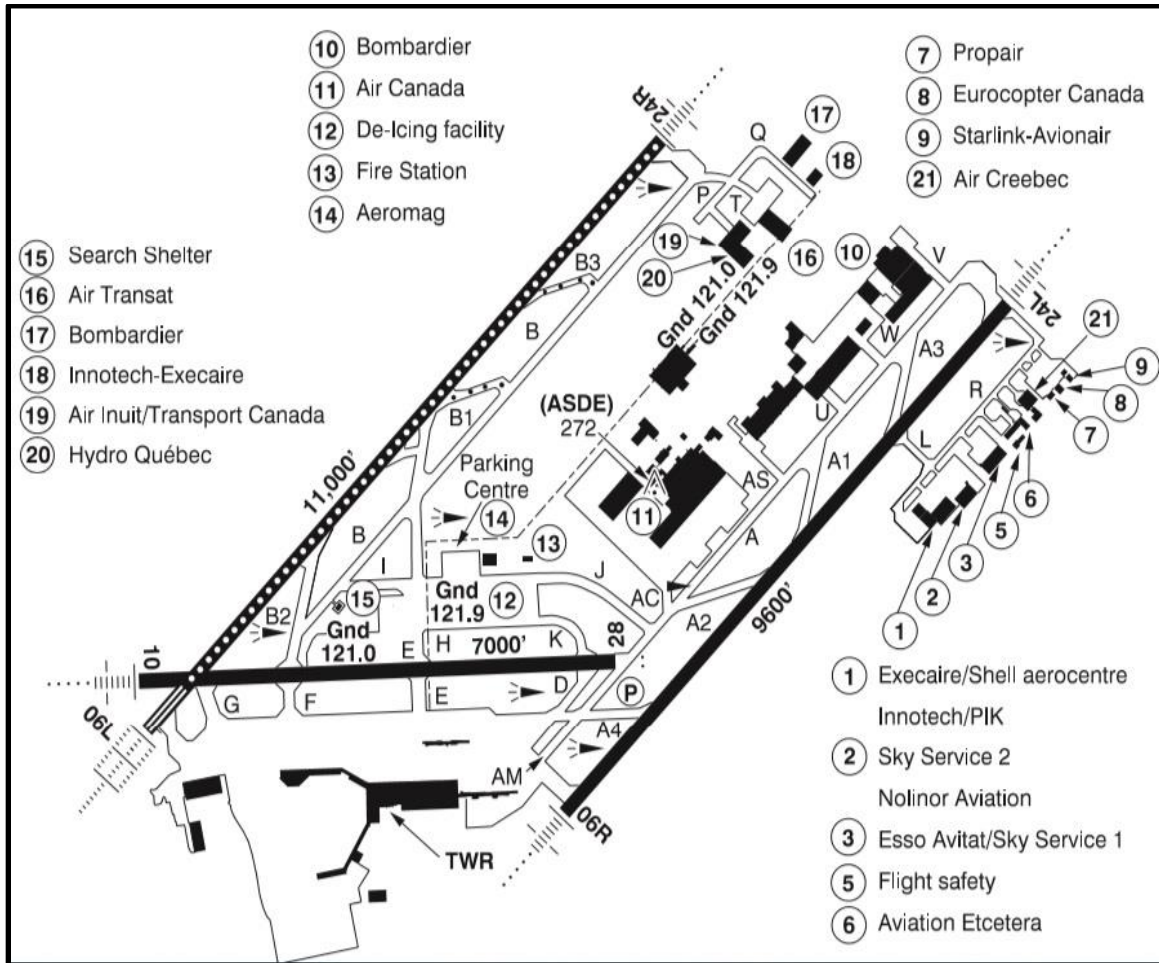 10 Bombardier
11 Air Canada
12 De-Icing facility
13 Fire Station
14 Aeromag
7 Propair
8 Eurocopter Canada
9 Starlink-Avionair
21 Air Creebec
15 Search Shelter
16 Air Transat
17 Bombardier
18 Innotech-Execaire
19 Air Inuit/Transport Canada
20 Hydro Québec
24R
Q
17
18
P
T
19
20
16
10
V
B3
Gnd 121.0
Gnd 121.9
W
A3
24L
21
9
8
7
B
B1
(ASDE)
272
U
R
L
6
5
3
2
1
11,000'
Parking
Centre
14
13
11
AS
A1
A
B
I
J
AC
15
Gnd
121.9
12
A2
9600'
B2
Gnd
121.0
E
H
7000'
K
28
10
G
F
E
D
P
06L
A4
AM
06R
TWR
1 Execaire/Shell aerocentre
Innotech/PIK
2 Sky Service 2
Nolinor Aviation
3 Esso Avitat/Sky Service 1
5 Flight safety
6 Aviation Etcetera